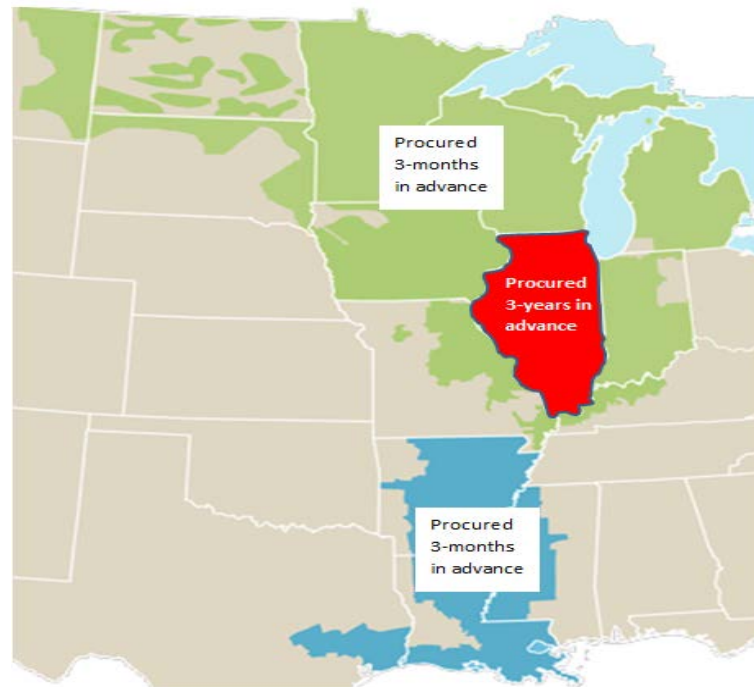 Procured
3-months
in advance
Procured
3-years in
advance
Procured
3-months
in advance